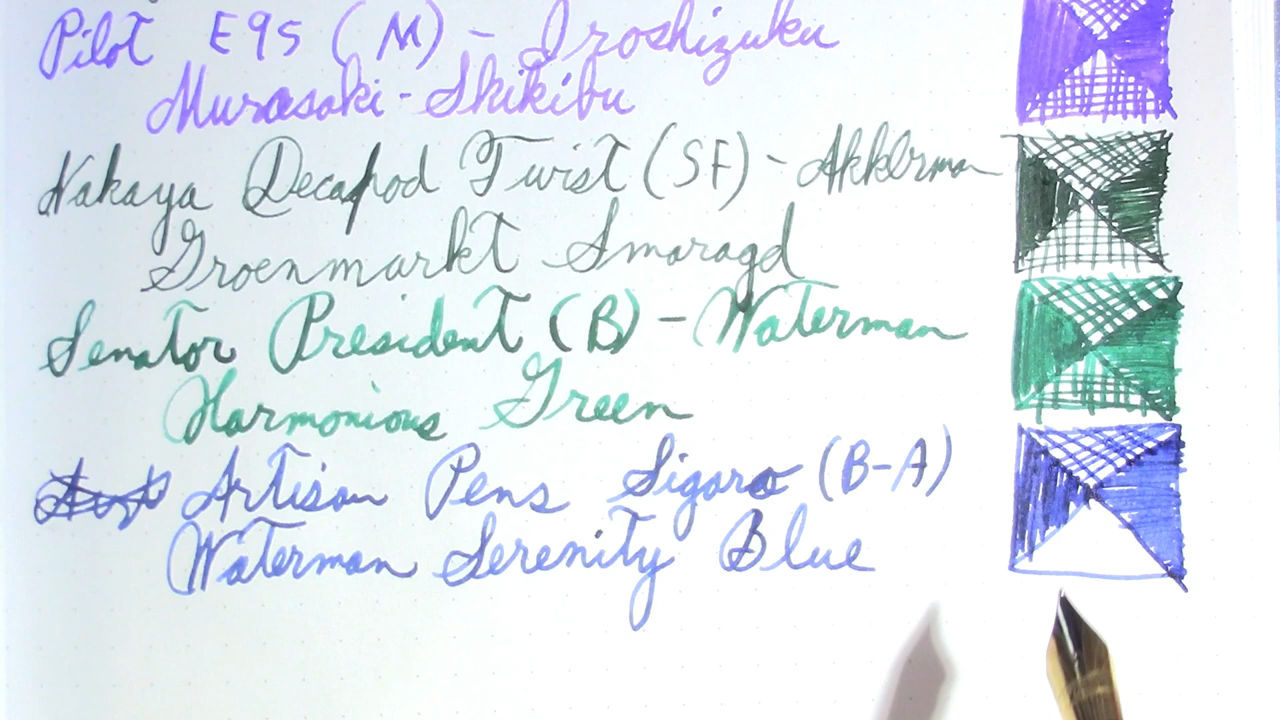 Pilot E95 (M) - Iroshizuku
Murasaki-Shikibu
Nakaya Decapod Twist (SF) - Akkerman
Groenmarkt Smaragd
Senator President (B) - Waterman
Harmonious Green
Artisan Pens Sigaro (B-A)
Waterman Serenity Blue